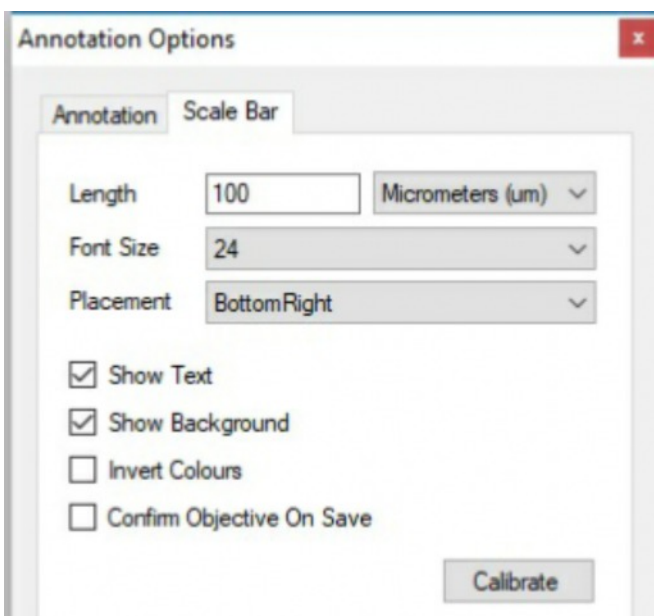 Annotation Options x
Annotation Scale Bar
Length 100 Micrometers (um)
Font Size 24
Placement BottomRight
Show Text
Show Background
Invert Colours
Confirm Objective On Save
Calibrate